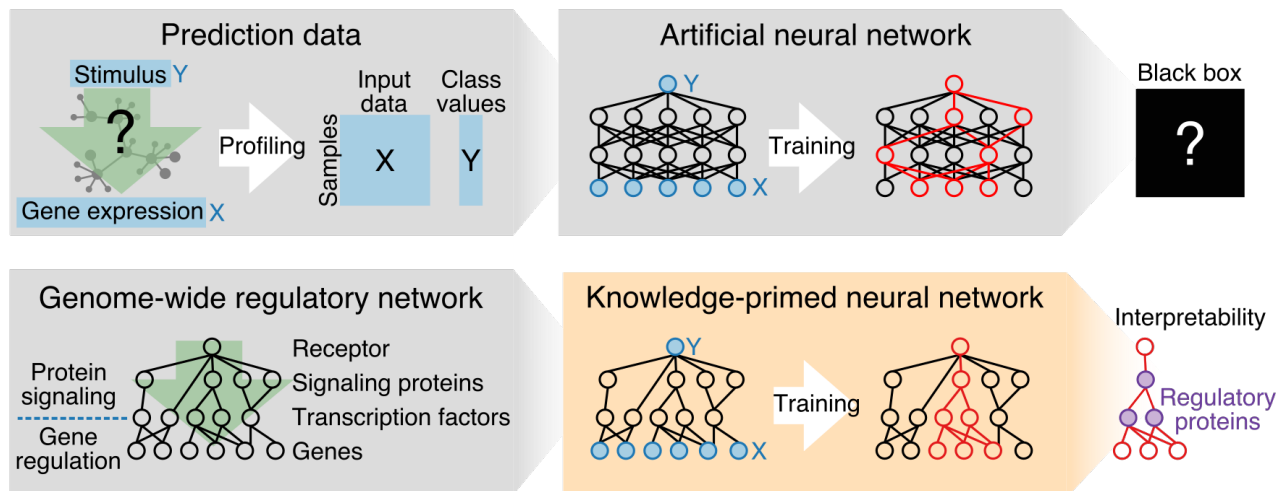 Prediction data
Stimulus Y
?
Gene expression X
Profiling
Input
data
Class
values
Samples
X
Y
Artificial neural network
Y
X
Training
Black box
?
Genome-wide regulatory network
Protein
signaling
Gene
regulation
Receptor
Signaling proteins
Transcription factors
Genes
Knowledge-primed neural network
Y
X
Training
Interpretability
Regulatory
proteins